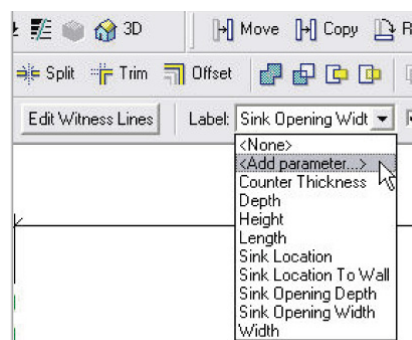 3D Move Copy
Split Trim Offset
Edit Witness Lines Label: Sink Opening Widt
<None>
<Add parameter...>
Counter Thickness
Depth
Height
Length
Sink Location
Sink Location To Wall
Sink Opening Depth
Sink Opening Width
Width